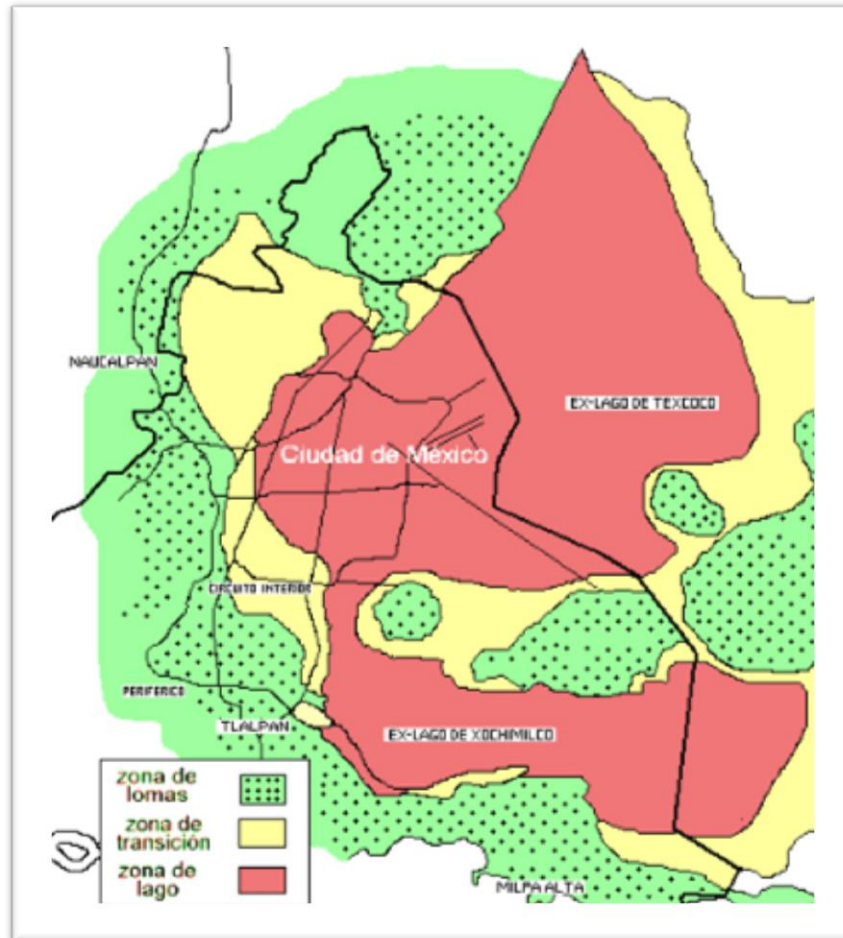 NAUCALPAN
EX-LAGO DE TEXCOCO
Ciudad de México
CIRCUITO INTERIOR
PERIFERICO
TLALPAN
EX-LAGO DE XOCHIMILCO
MILPA ALTA
zona de
lomas
zona de
transición
zona de
lago